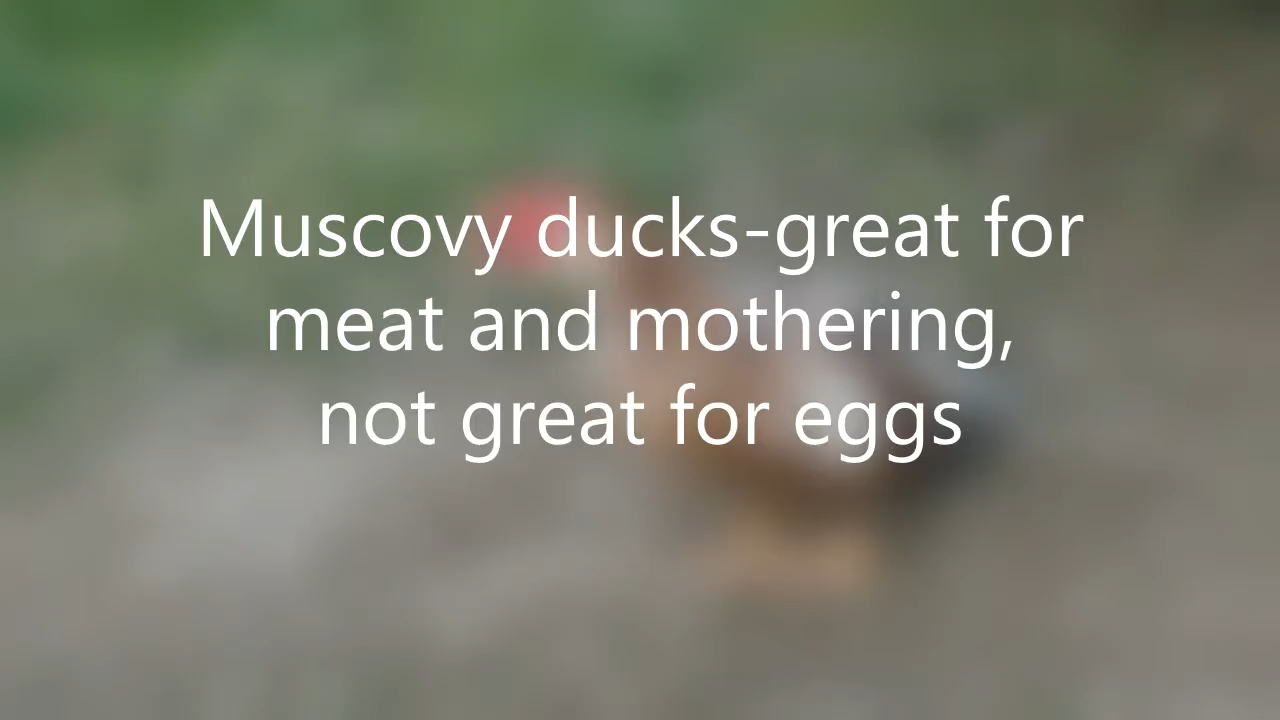 Muscovy ducks-great for
meat and mothering,
not great for eggs